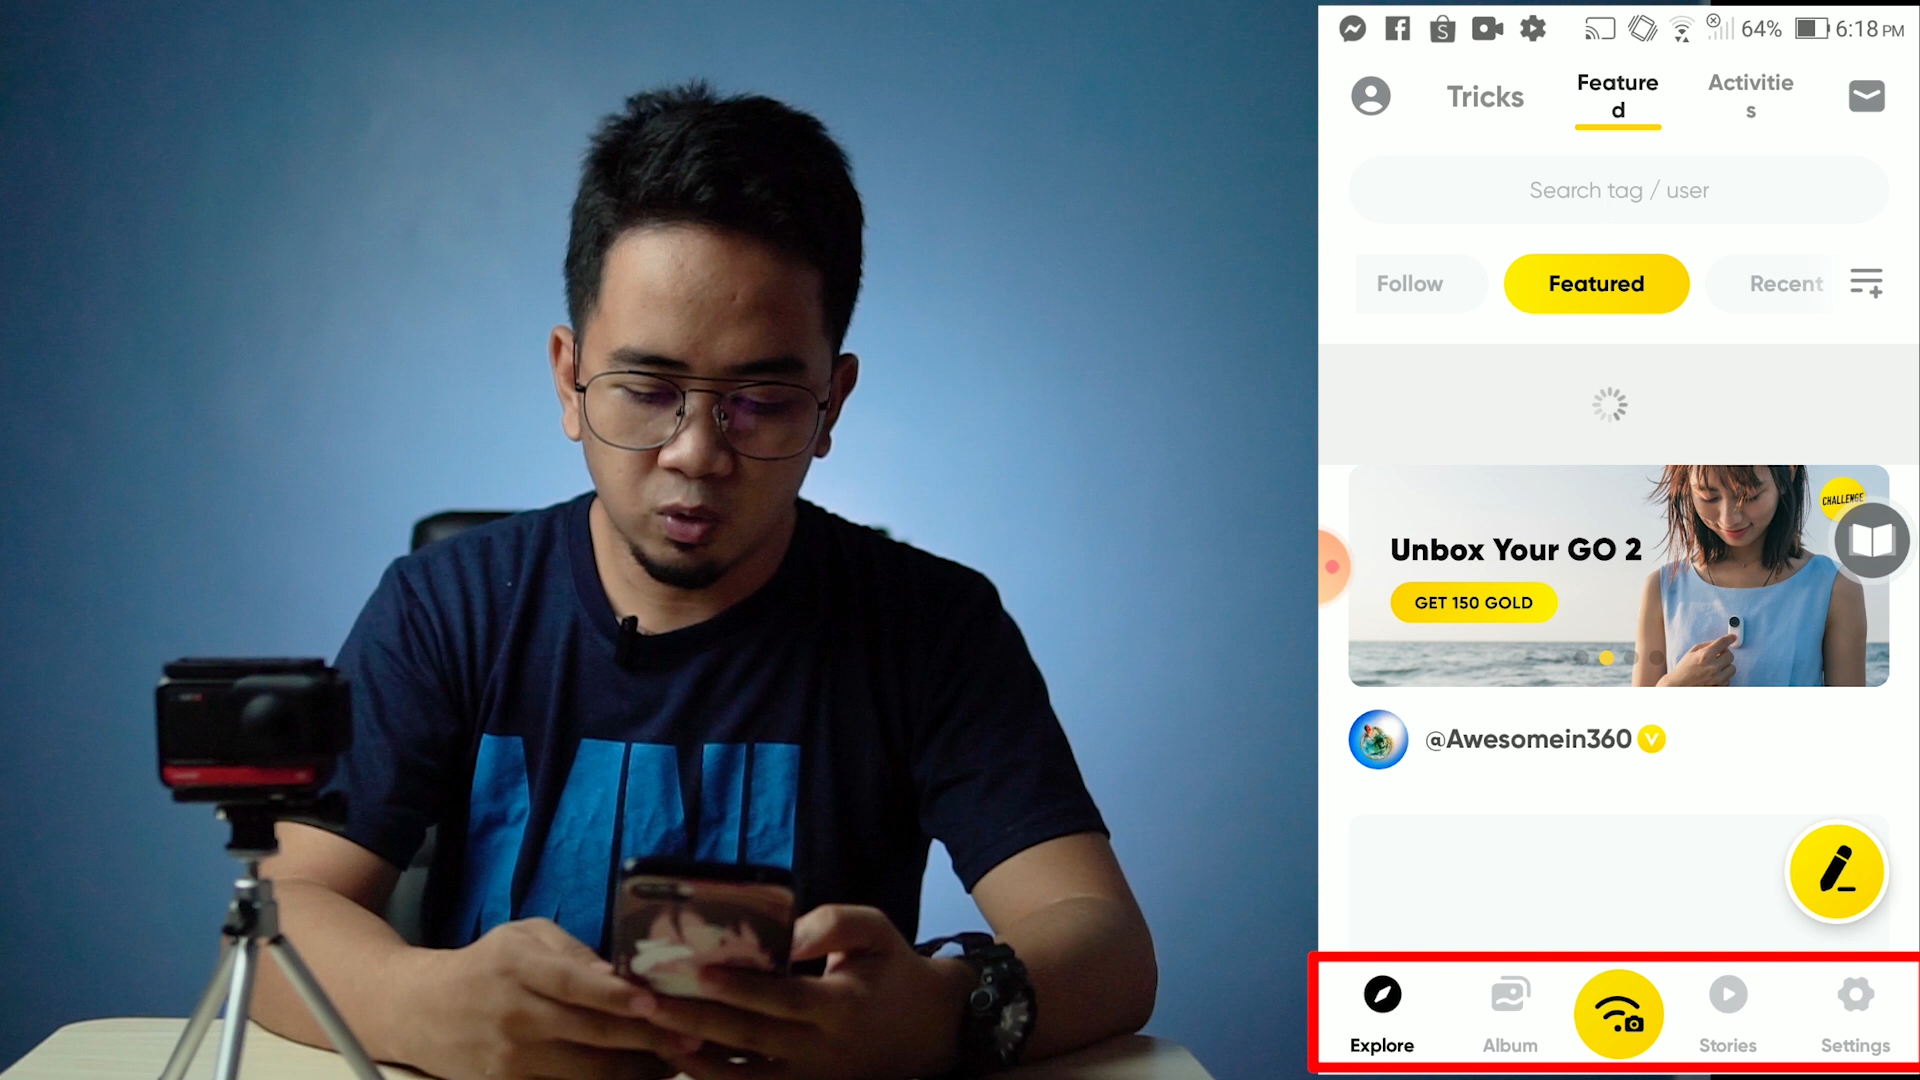 64% 6:18 PM
Tricks
Feature
d
Activitie
s
Search tag / user
Follow
Featured
Recent
CHALLENGE
Unbox Your GO 2
GET 150 GOLD
@Awesomein360
Explore
Album
Stories
Settings
MNL